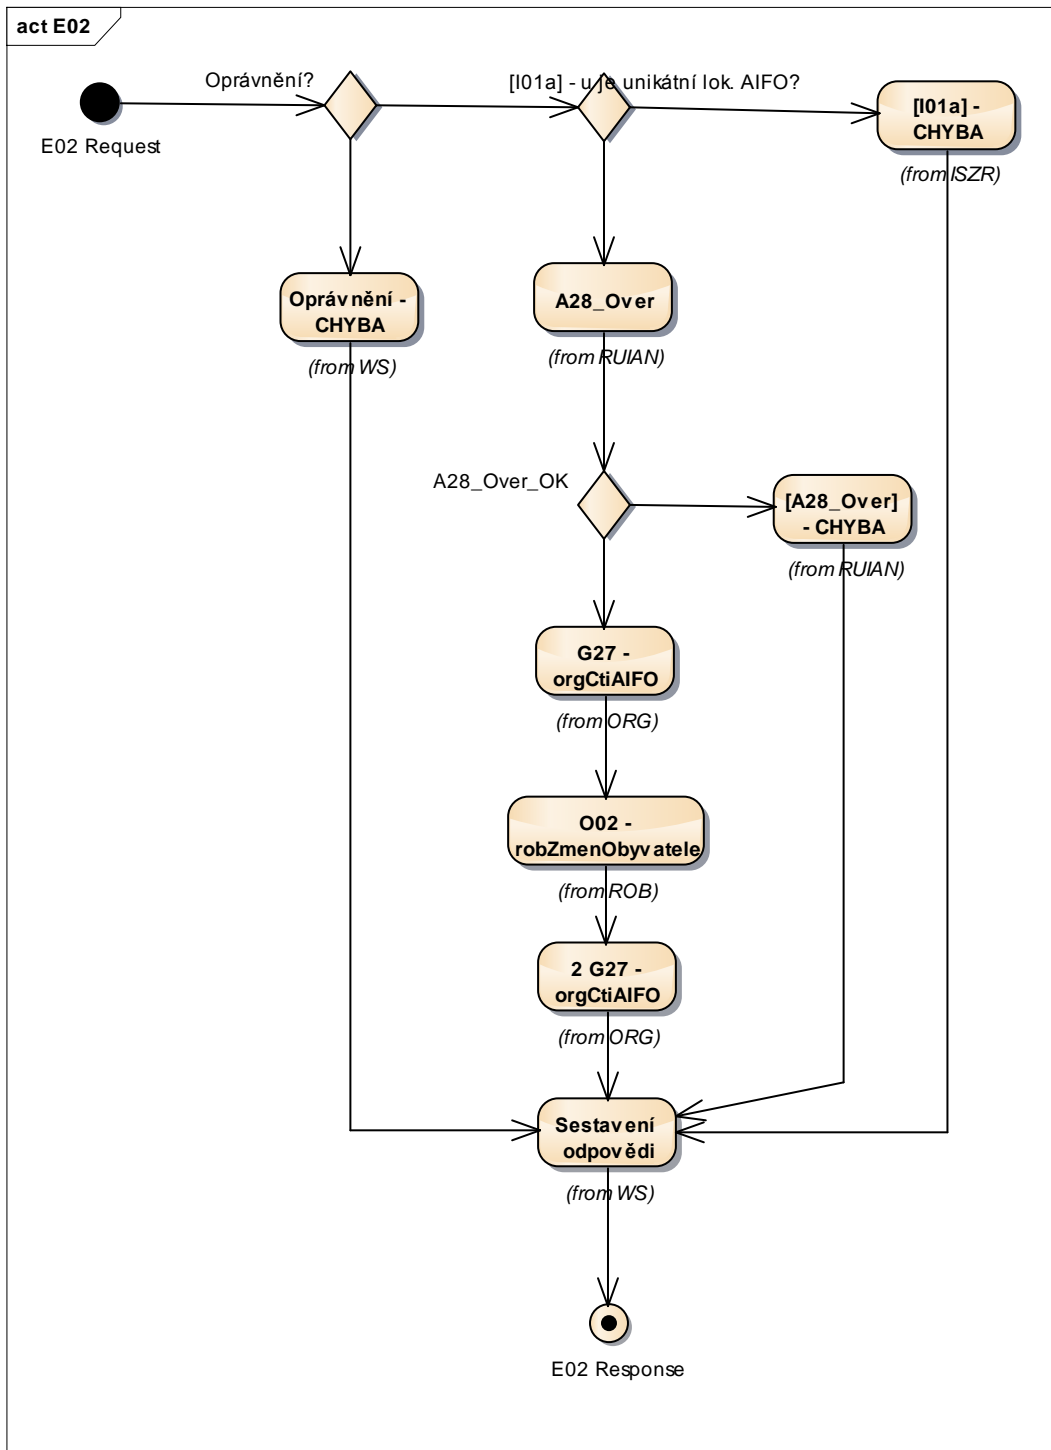 act E02
Oprávnění?
[I01a] - u je unikátní lok. AIFO?
E02 Request
[I01a] -
CHYBA
(from ISZR)
Oprávnění -
CHYBA
(from WS)
A28_Over
(from RUIAN)
A28_Over_OK
[A28_Over]
- CHYBA
(from RUIAN)
G27 -
orgCtiAIFO
(from ORG)
O02 -
robZmenObyvatele
(from ROB)
2 G27 -
orgCtiAIFO
(from ORG)
Sestavení
odpovědi
(from WS)
E02 Response